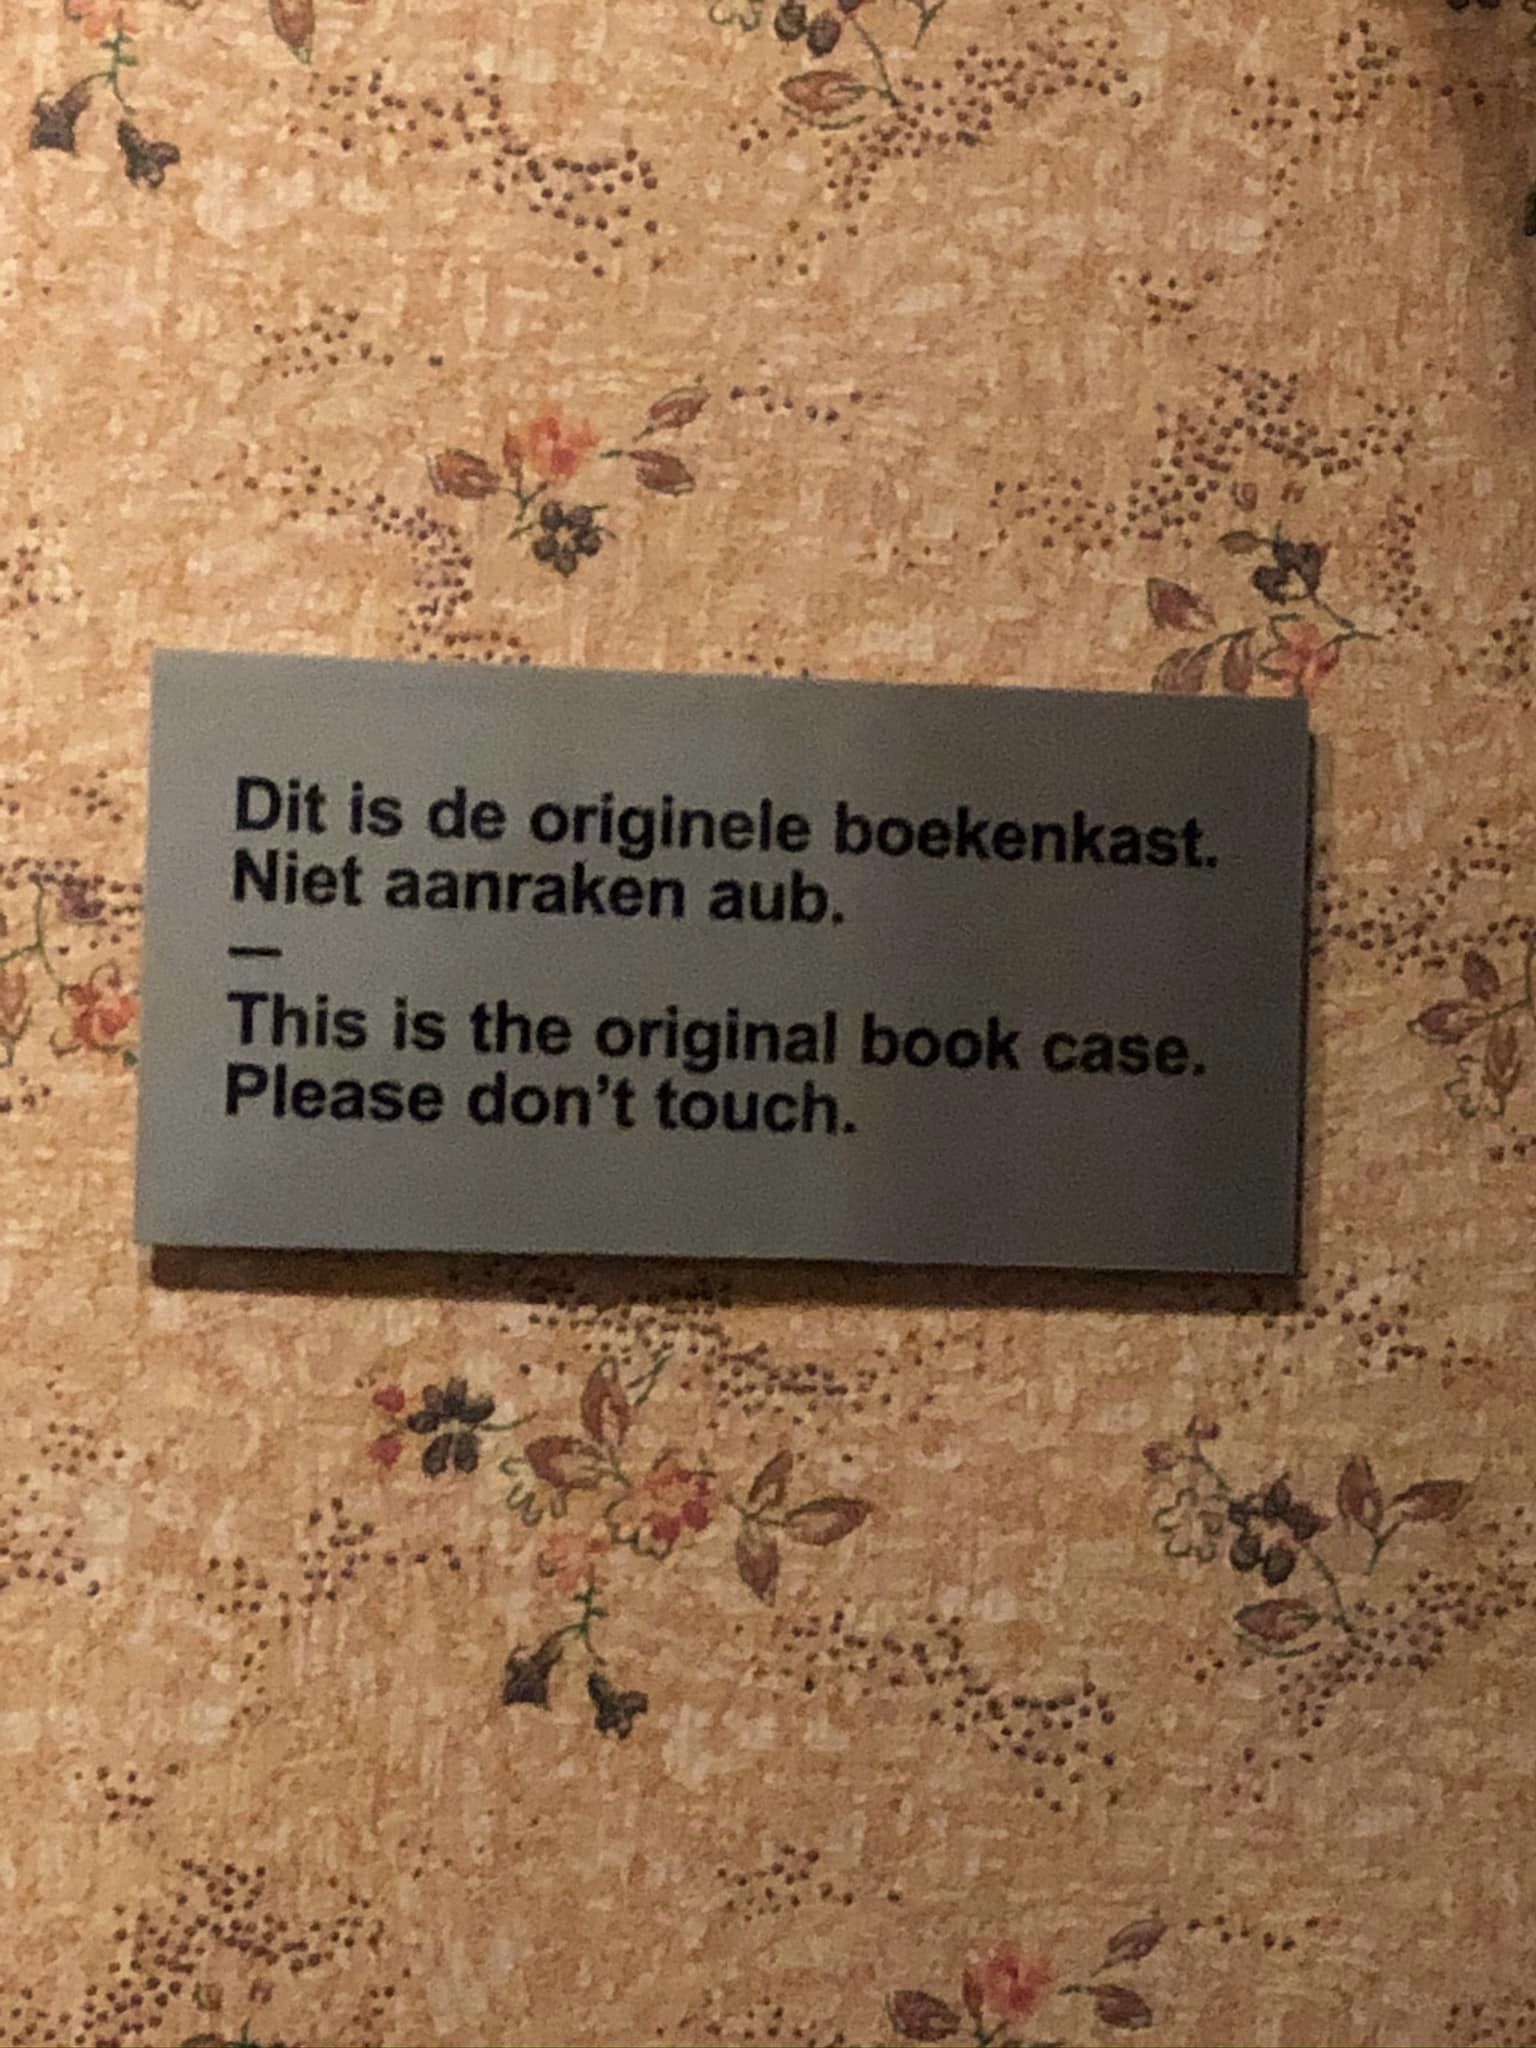 Dit is de originele boekenkast.
Niet aanraken aub.
—
This is the original book case.
Please don't touch.